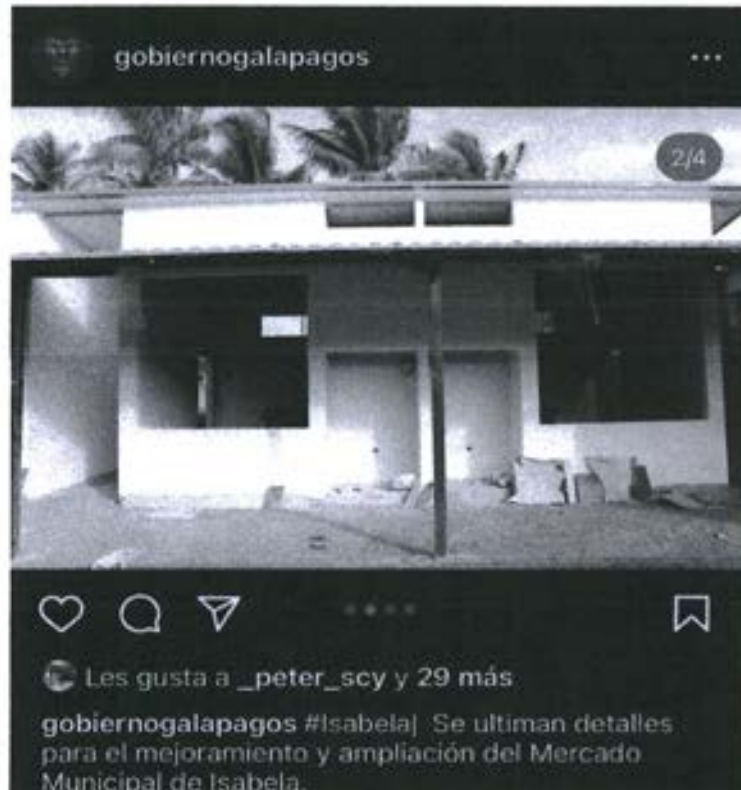 gobiernogalapagos
2/4
Les gusta a _peter_scy y 29 más
gobiernogalapagos #Isabela| Se ultiman detalles
para el mejoramiento y ampliación del Mercado
Municipal de Isabela.